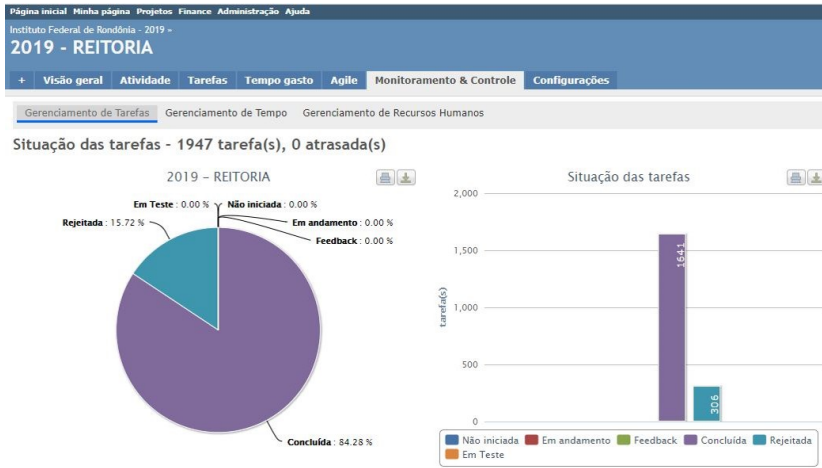 Página inicial Minha página Projetos Finance Administração Ajuda
Instituto Federal de Rondônia - 2019 »
2019 - REITORIA
+ Visão geral Atividade Tarefas Tempo gasto Agile Monitoramento & Controle Configurações
Gerenciamento de Tarefas Gerenciamento de Tempo Gerenciamento de Recursos Humanos
Situação das tarefas - 1947 tarefa(s), 0 atrasada(s)
2019 – REITORIA
Em Teste : 0.00 % Não iniciada : 0.00 %
Rejeitada : 15.72 % Em andamento : 0.00 %
Feedback : 0.00 %
Concluída : 84.28 %
Situação das tarefas
2,000
1,500
1,000
500
0
tarefa(s)
1641
306
Não iniciada Em andamento Feedback Concluída Rejeitada
Em Teste